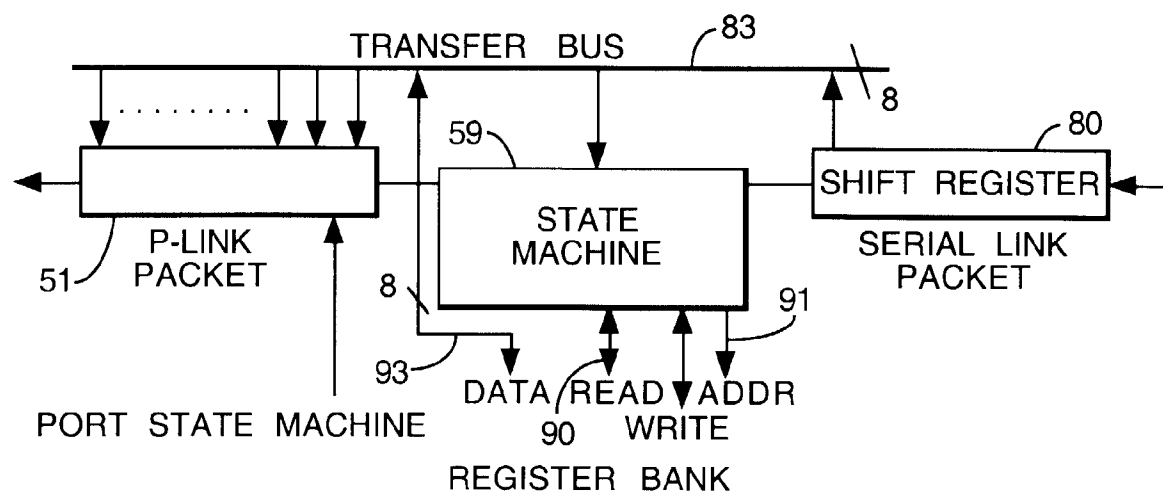 TRANSFER BUS
83
8
59
80
SHIFT REGISTER
STATE
MACHINE
P-LINK
PACKET
51
SERIAL LINK
PACKET
8
91
93
DATA READ ADDR
90
WRITE
PORT STATE MACHINE
REGISTER BANK